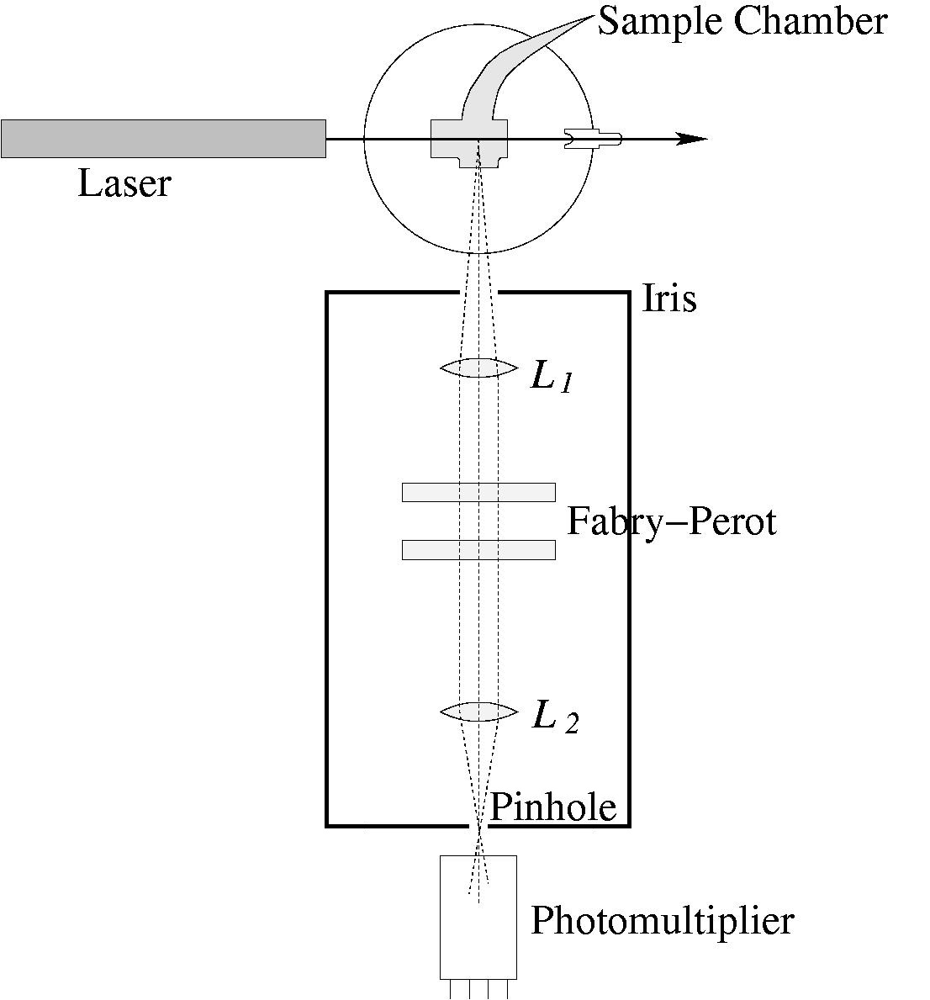 Sample Chamber
Laser
Iris
L1
Fabry−Perot
L2
Pinhole
Photomultiplier